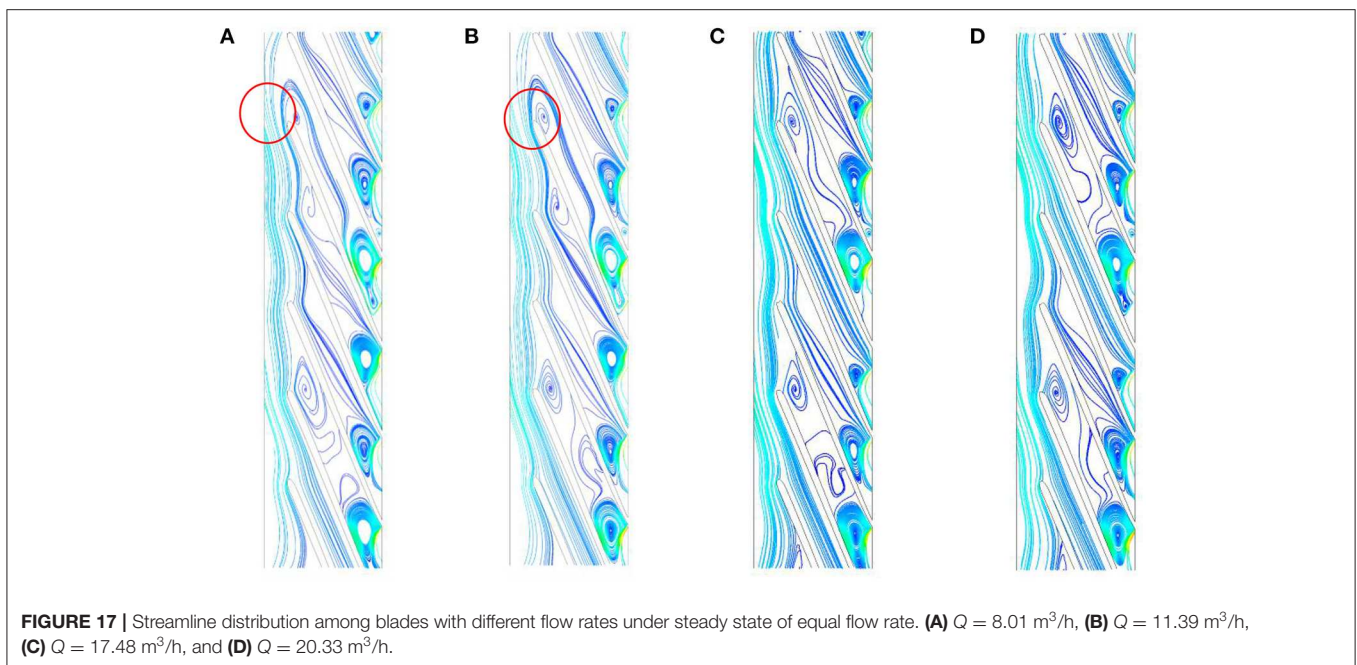 A B C D
FIGURE 17 | Streamline distribution among blades with different flow rates under steady state of equal flow rate. (A) Q = 8.01 m³/h, (B) Q = 11.39 m³/h,
(C) Q = 17.48 m³/h, and (D) Q = 20.33 m³/h.